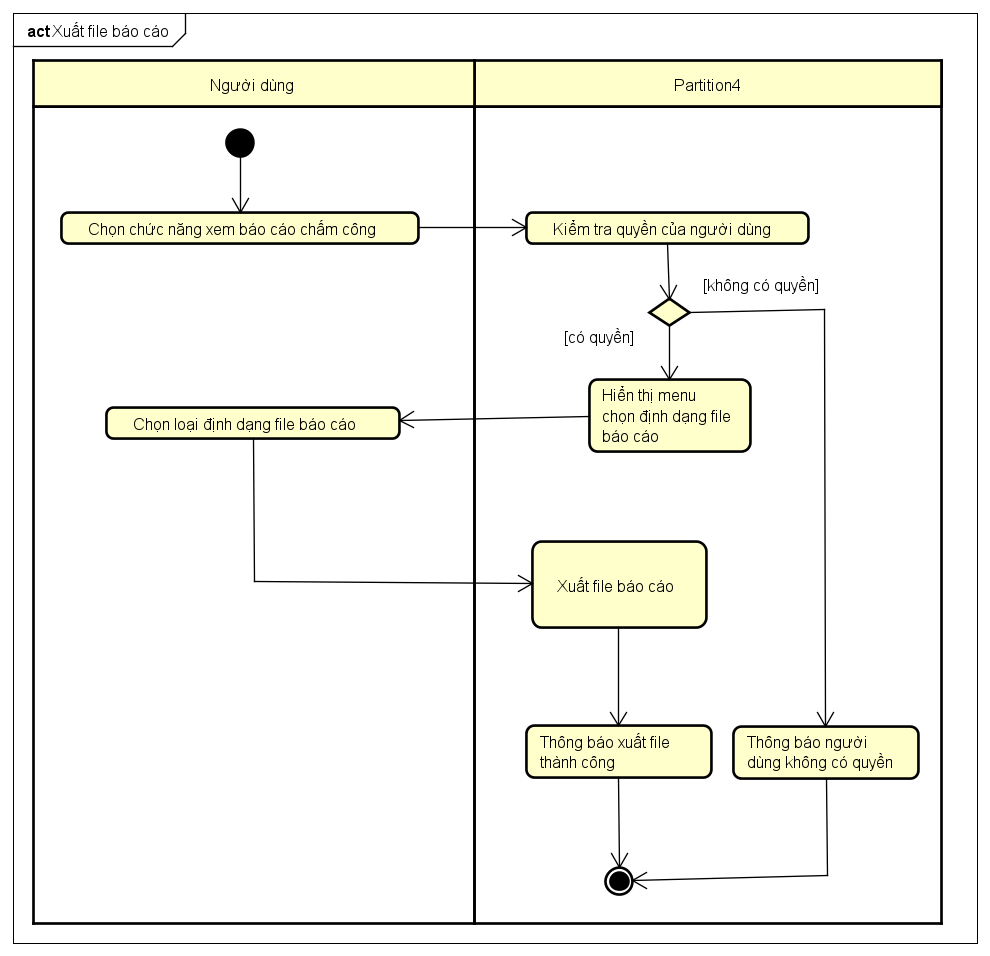 act Xuất file báo cáo
Người dùng
Partition4
Chọn chức năng xem báo cáo chấm công
Kiểm tra quyền của người dùng
[không có quyền]
[có quyền]
Hiển thị menu
chọn định dạng file
báo cáo
Chọn loại định dạng file báo cáo
Xuất file báo cáo
Thông báo xuất file
thành công
Thông báo người
dùng không có quyền